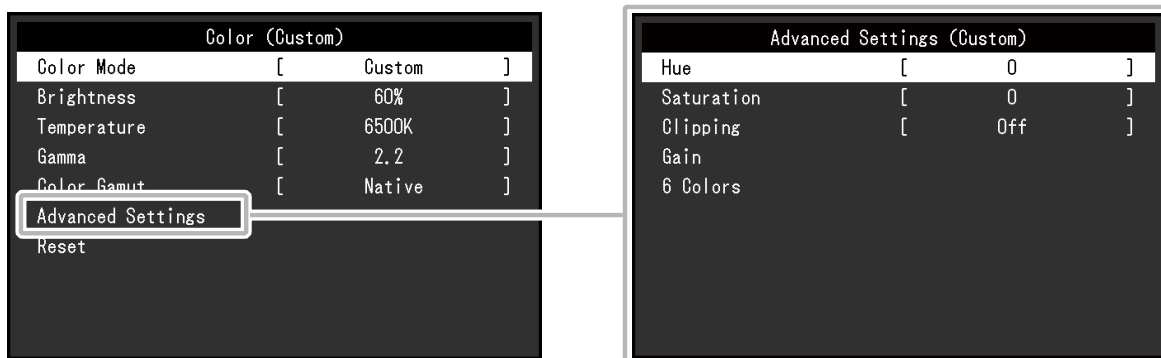 Color (Custom)
Color Mode [ Custom ]
Brightness [ 60% ]
Temperature [ 6500K ]
Gamma [ 2.2 ]
Color Gamut [ Native ]
Advanced Settings
Reset
Advanced Settings (Custom)
Hue [ 0 ]
Saturation [ 0 ]
Clipping [ Off ]
Gain
6 Colors